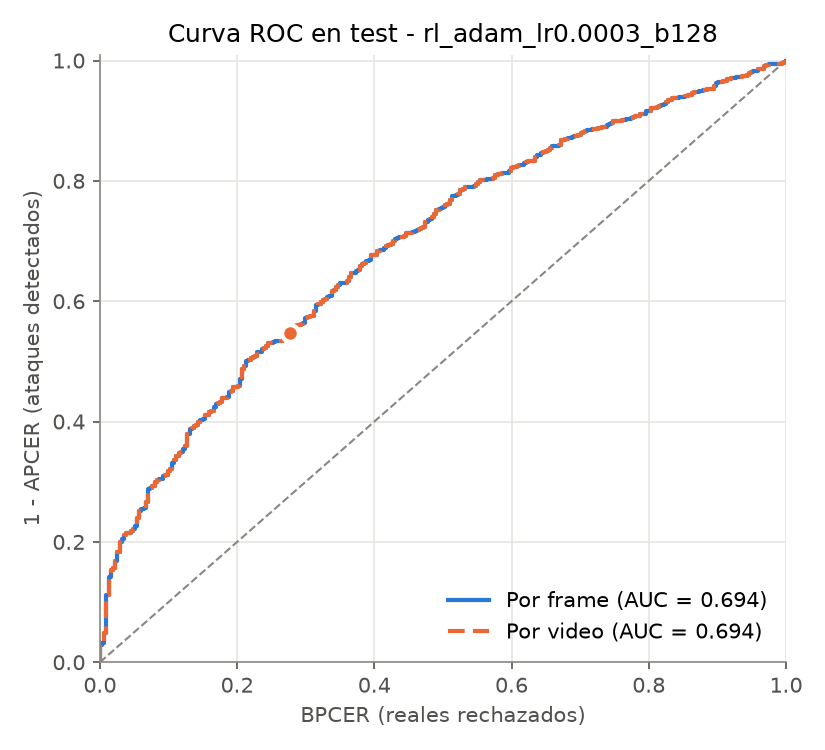 Curva ROC en test - rl_adam_lr0.0003_b128
1.0
0.8
0.6
0.4
0.2
0.0
1 - APCER (ataques detectados)
Por frame (AUC = 0.694)
Por video (AUC = 0.694)
0.0 0.2 0.4 0.6 0.8 1.0
BPCER (reales rechazados)